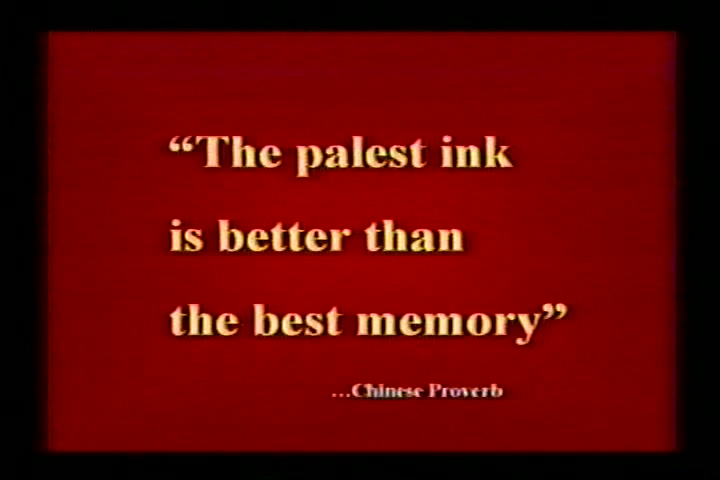 “The palest ink
is better than
the best memory”
...Chinese Proverb